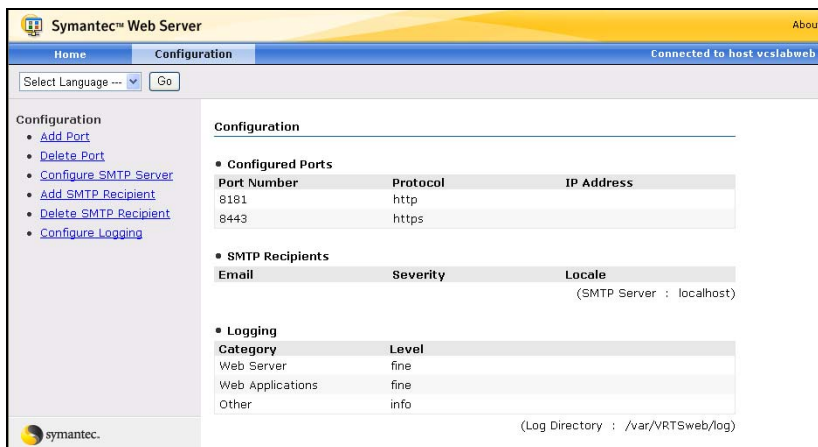 Symantec™ Web Server
Abou
Home Configuration Connected to host vcslabweb
Select Language --- Go
Configuration
Add Port
Delete Port
Configure SMTP Server
Add SMTP Recipient
Delete SMTP Recipient
Configure Logging
Configuration
Configured Ports
Port Number Protocol IP Address
8181 http
8443 https
SMTP Recipients
Email Severity Locale
(SMTP Server : localhost)
Logging
Category Level
Web Server fine
Web Applications fine
Other info
(Log Directory : /var/VRTSweb/log)
symantec.